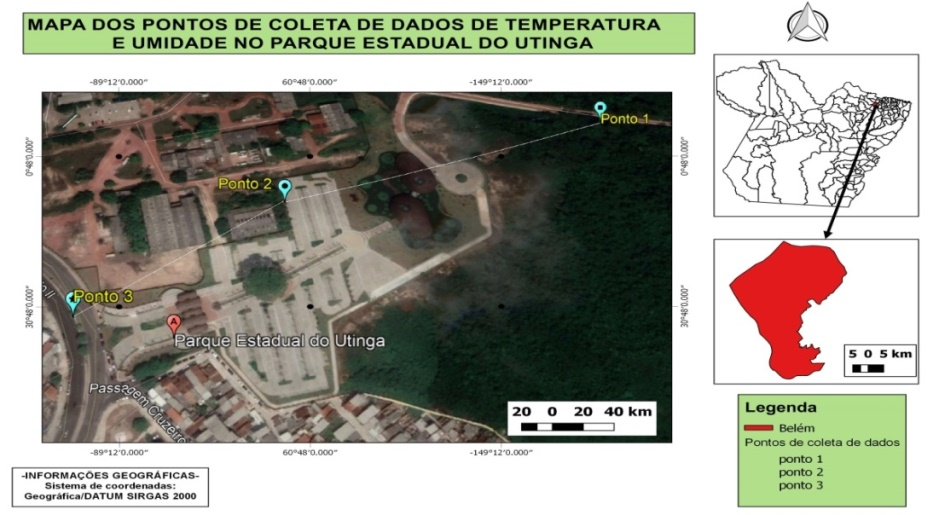 MAPA DOS PONTOS DE COLETA DE DADOS DE TEMPERATURA
E UMIDADE NO PARQUE ESTADUAL DO UTINGA
-89°12'0.000" 60°48'0.000" -149°12'0.000"
Ponto 1
0°48'0.000" 0°48'0.000"
Ponto 2
Ponto 3
30°48'0.000" 30°48'0.000"
A
Parque Estadual do Utinga
Passagem Cruzeiro
20 0 20 40 km
-89°12'0.000" 60°48'0.000" -149°12'0.000"
5 0 5 km
Legenda
Belém
Pontos de coleta de dados
ponto 1
ponto 2
ponto 3
-INFORMAÇÕES GEOGRÁFICAS-
Sistema de coordenadas:
Geográfica/DATUM SIRGAS 2000